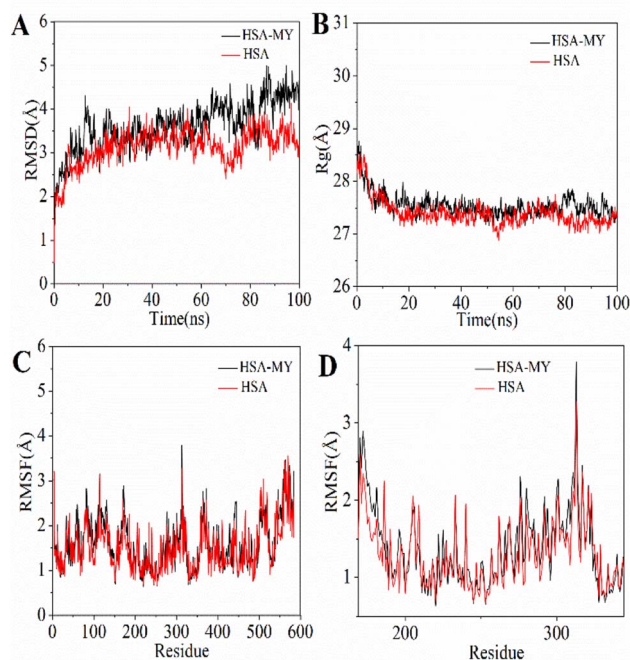 A
HSA-MY
HSA
RMSD(Å)
6
5
4
3
2
1
0
0 20 40 60 80 100
Time(ns)
B
HSA-MY
HSA
Rg(Å)
31
30
29
28
27
26
0 20 40 60 80 100
Time(ns)
C
HSA-MY
HSA
RMSF(Å)
6
5
4
3
2
1
0
0 100 200 300 400 500 600
Residue
D
HSA-MY
HSA
RMSF(Å)
4
3
2
1
200 300
Residue